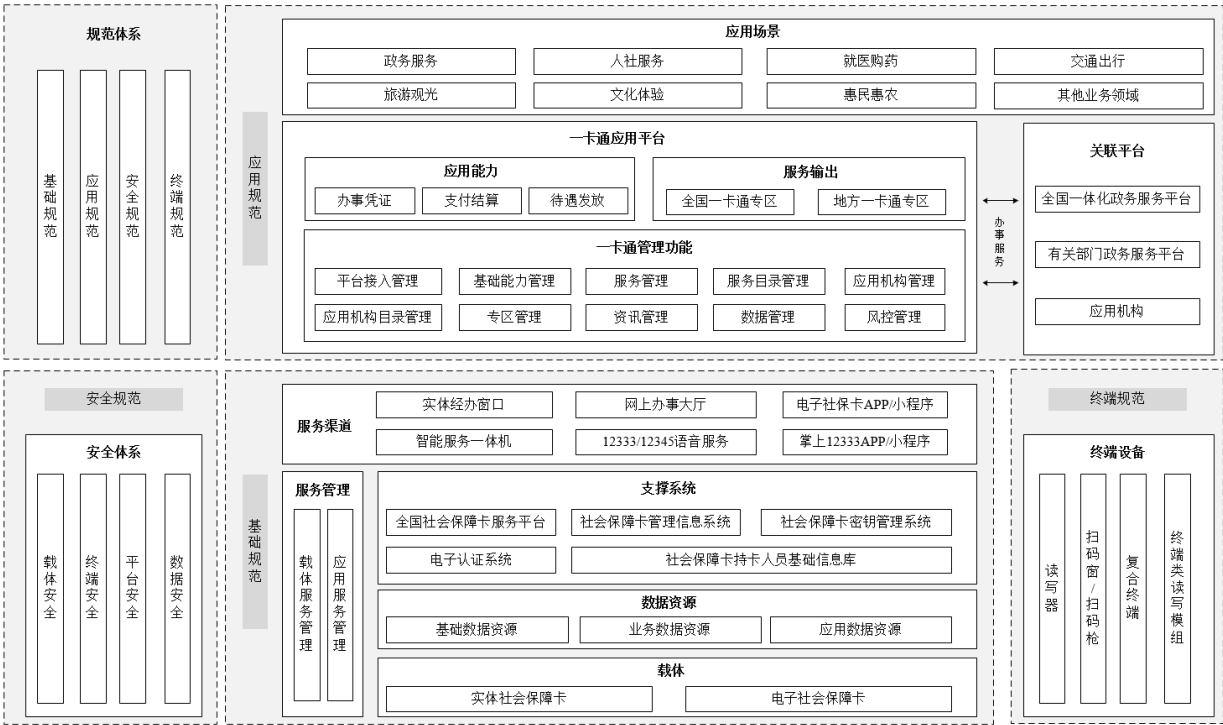 规范体系
基础规范
应用规范
安全规范
终端规范
应用规范
应用场景
政务服务
人社服务
就医购药
交通出行
旅游观光
文化体验
惠民惠农
其他业务领域
一卡通应用平台
应用能力
办事凭证
支付结算
待遇发放
服务输出
全国一卡通专区
地方一卡通专区
一卡通管理功能
平台接入管理
基础能力管理
服务管理
服务目录管理
应用机构管理
应用机构目录管理
专区管理
资讯管理
数据管理
风控管理
办事服务
关联平台
全国一体化政务服务平台
有关部门政务服务平台
应用机构
安全规范
安全体系
载体安全
终端安全
平台安全
数据安全
基础规范
服务渠道
实体经办窗口
网上办事大厅
电子社保卡APP/小程序
智能服务一体机
12333/12345语音服务
掌上12333APP/小程序
服务管理
载体服务管理
应用服务管理
支撑系统
全国社会保障卡服务平台
社会保障卡管理信息系统
社会保障卡密钥管理系统
电子认证系统
社会保障卡持卡人员基础信息库
数据资源
基础数据资源
业务数据资源
应用数据资源
载体
实体社会保障卡
电子社会保障卡
终端规范
终端设备
读写器
扫码窗/扫码枪
复合终端
终端类读写模组